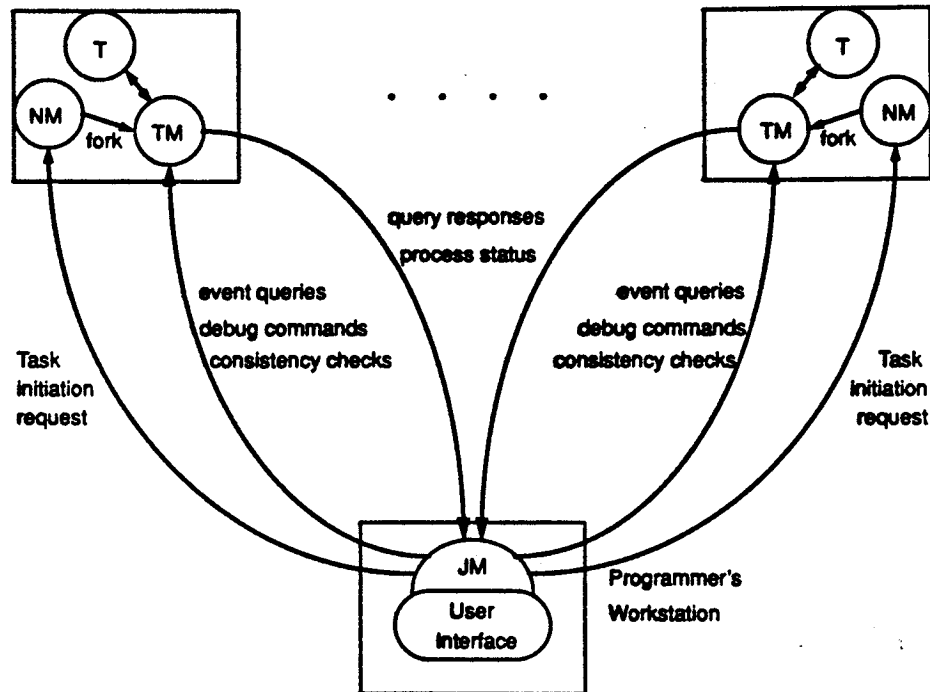 T
T
NM
fork
TM
TM
fork
NM
. . . .
query responses
process status
event queries
debug commands
consistency checks
event queries
debug commands
consistency checks
Task
initiation
request
Task
initiation
request
JM
User
Interface
Programmer's
Workstation